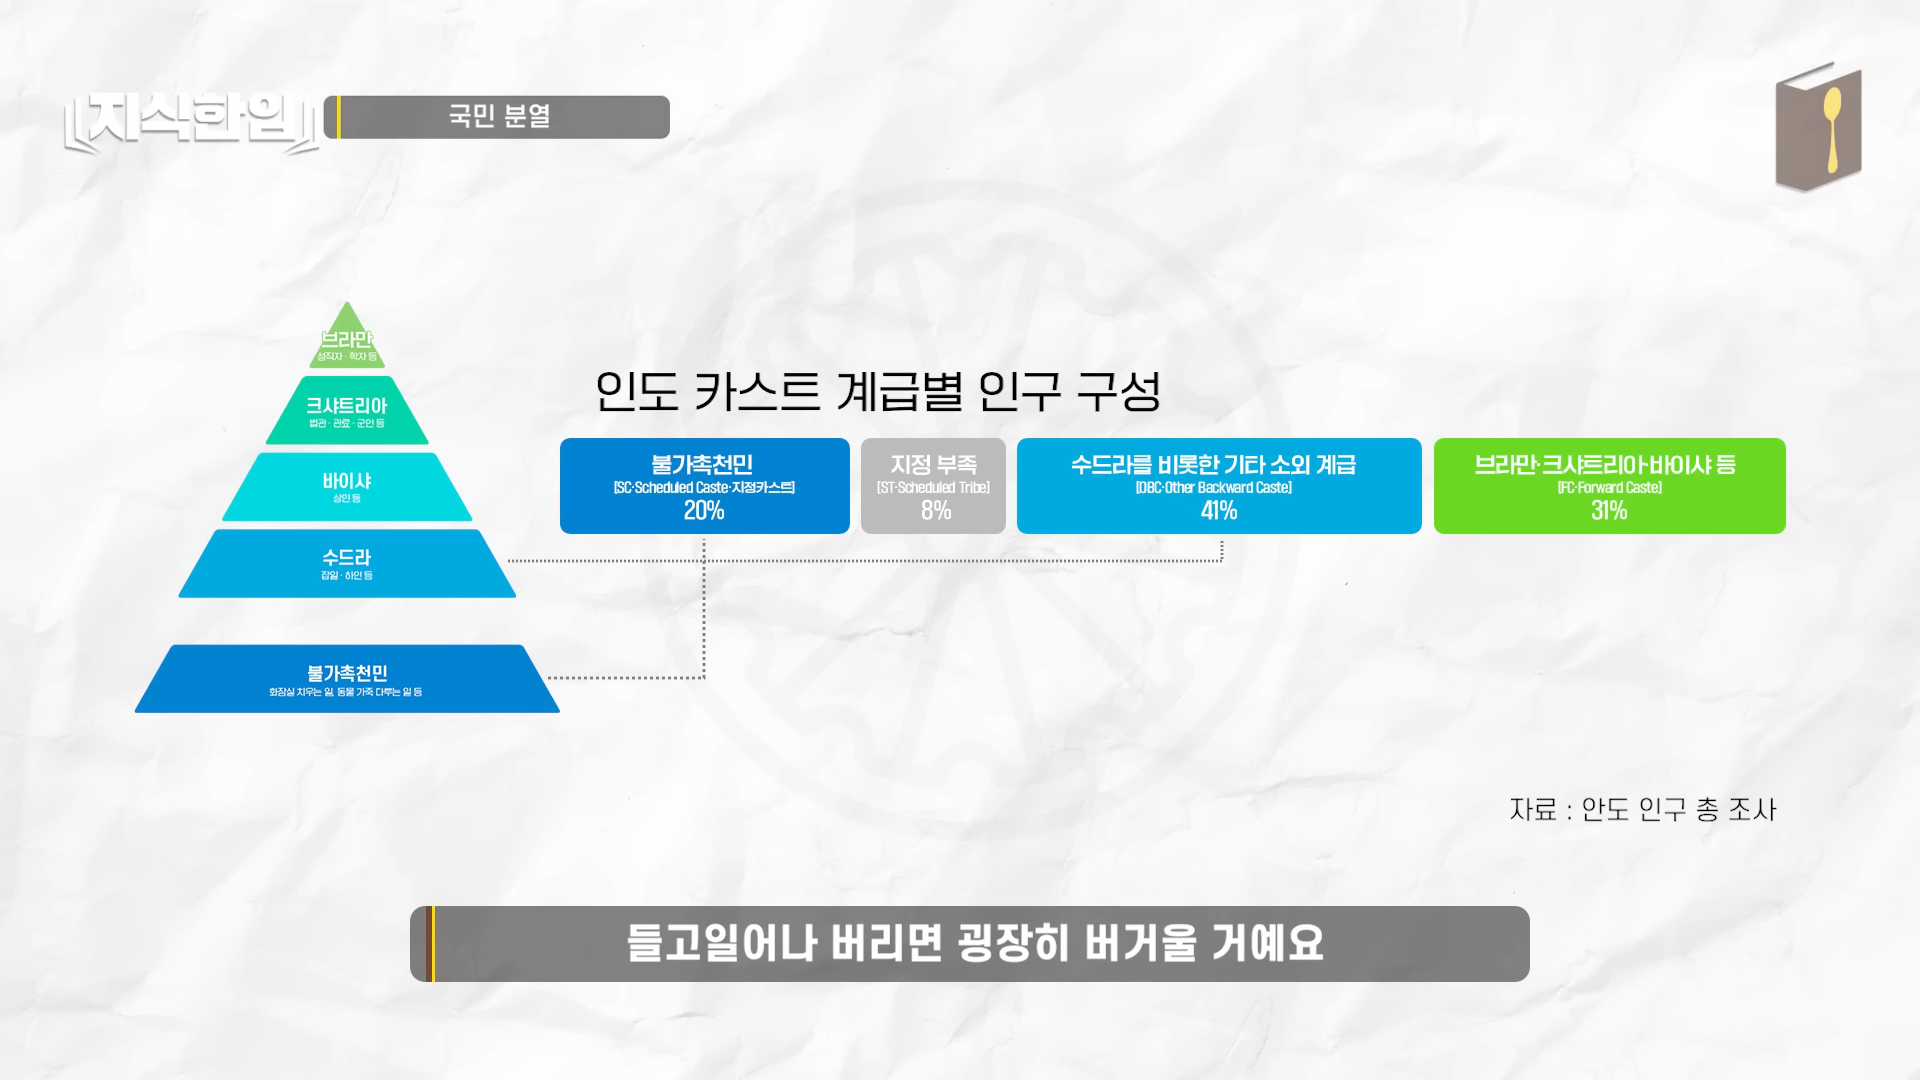 지식한입
국민 분열
브라만
성직자 · 학자 등
크샤트리아
법관 · 관료 · 군인 등
바이샤
상인 등
수드라
잡일 · 하인 등
불가촉천민
화장실 치우는 일, 동물 가죽 다루는 일 등
인도 카스트 계급별 인구 구성
불가촉천민
[SC·Scheduled Caste·지정카스트]
20%
지정 부족
[ST·Scheduled Tribe]
8%
수드라를 비롯한 기타 소외 계급
[OBC·Other Backward Caste]
41%
브라만·크샤트리아·바이샤 등
[FC·Forward Caste]
31%
자료 : 안도 인구 총 조사
들고일어나 버리면 굉장히 버거울 거예요